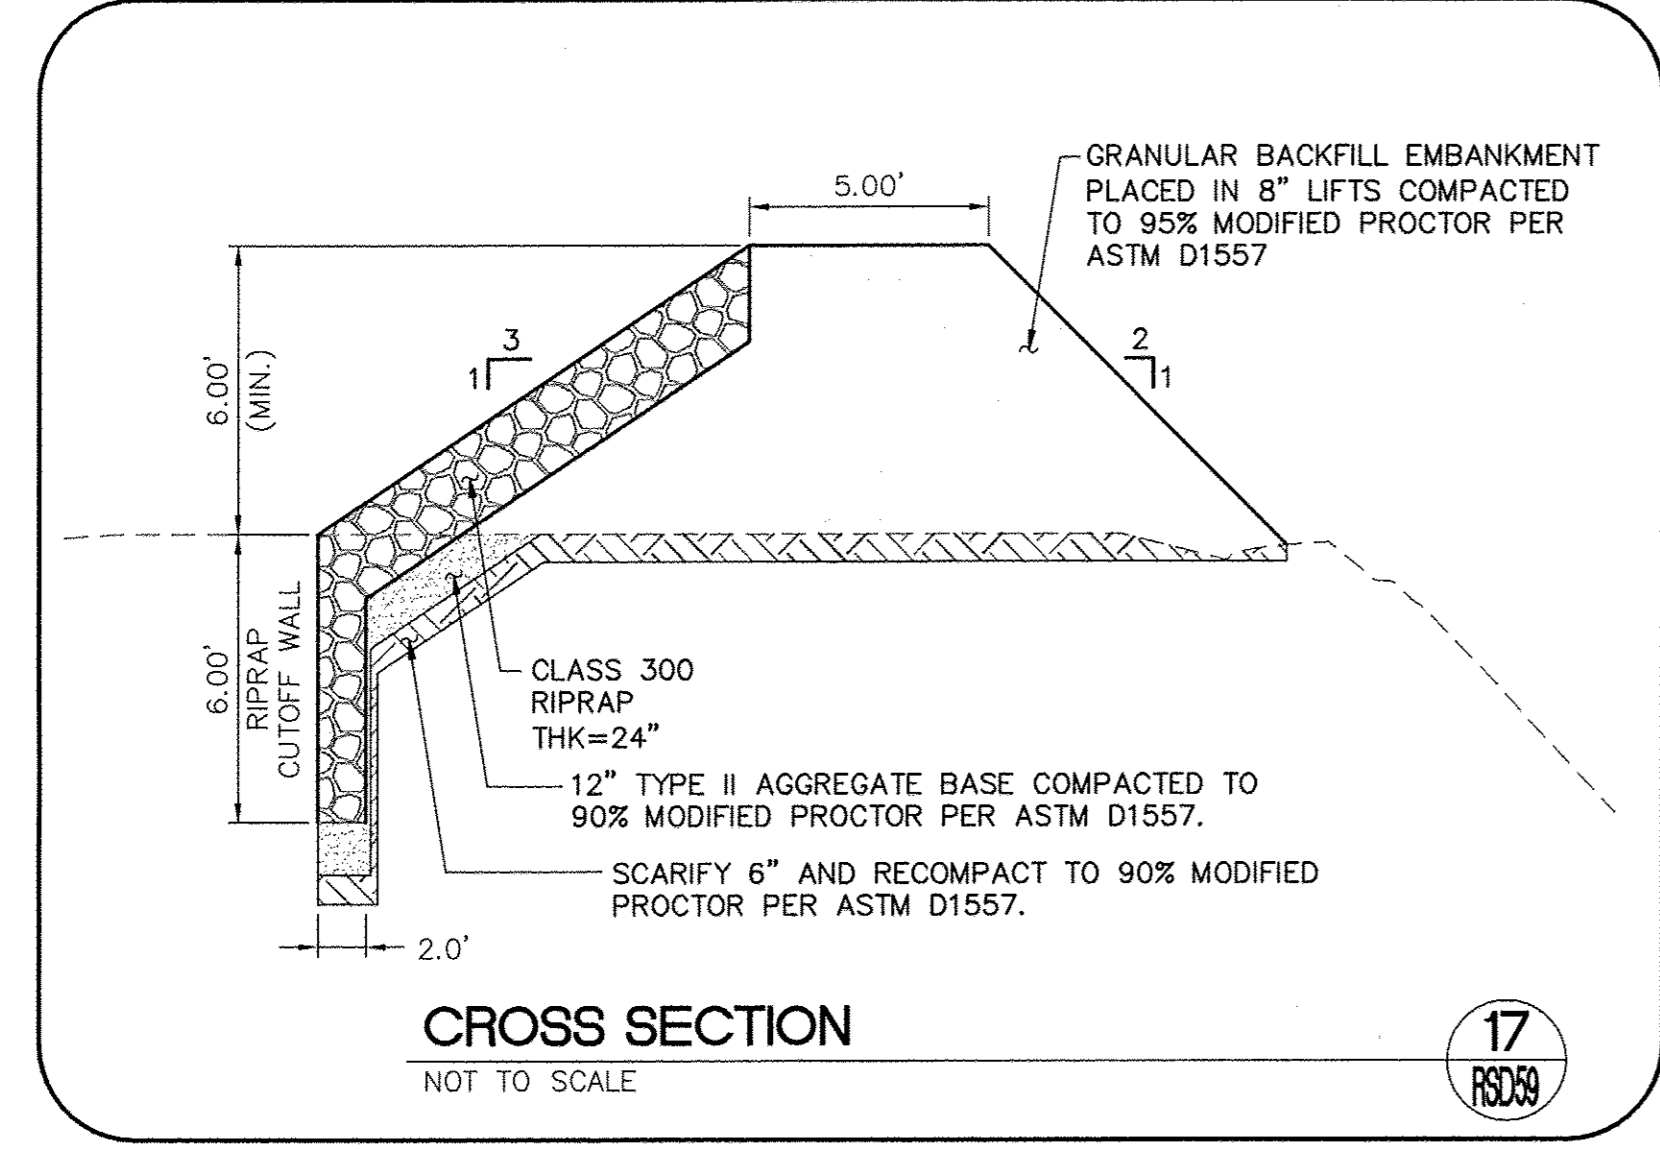 GRANULAR BACKFILL EMBANKMENT
PLACED IN 8" LIFTS COMPACTED
TO 95% MODIFIED PROCTOR PER
ASTM D1557
5.00'
3
1
2
1
6.00'
(MIN.)
6.00'
RIPRAP
CUTOFF WALL
CLASS 300
RIPRAP
THK=24"
12" TYPE II AGGREGATE BASE COMPACTED TO
90% MODIFIED PROCTOR PER ASTM D1557.
SCARIFY 6" AND RECOMPACT TO 90% MODIFIED
PROCTOR PER ASTM D1557.
2.0'
CROSS SECTION
NOT TO SCALE
17
RSD59